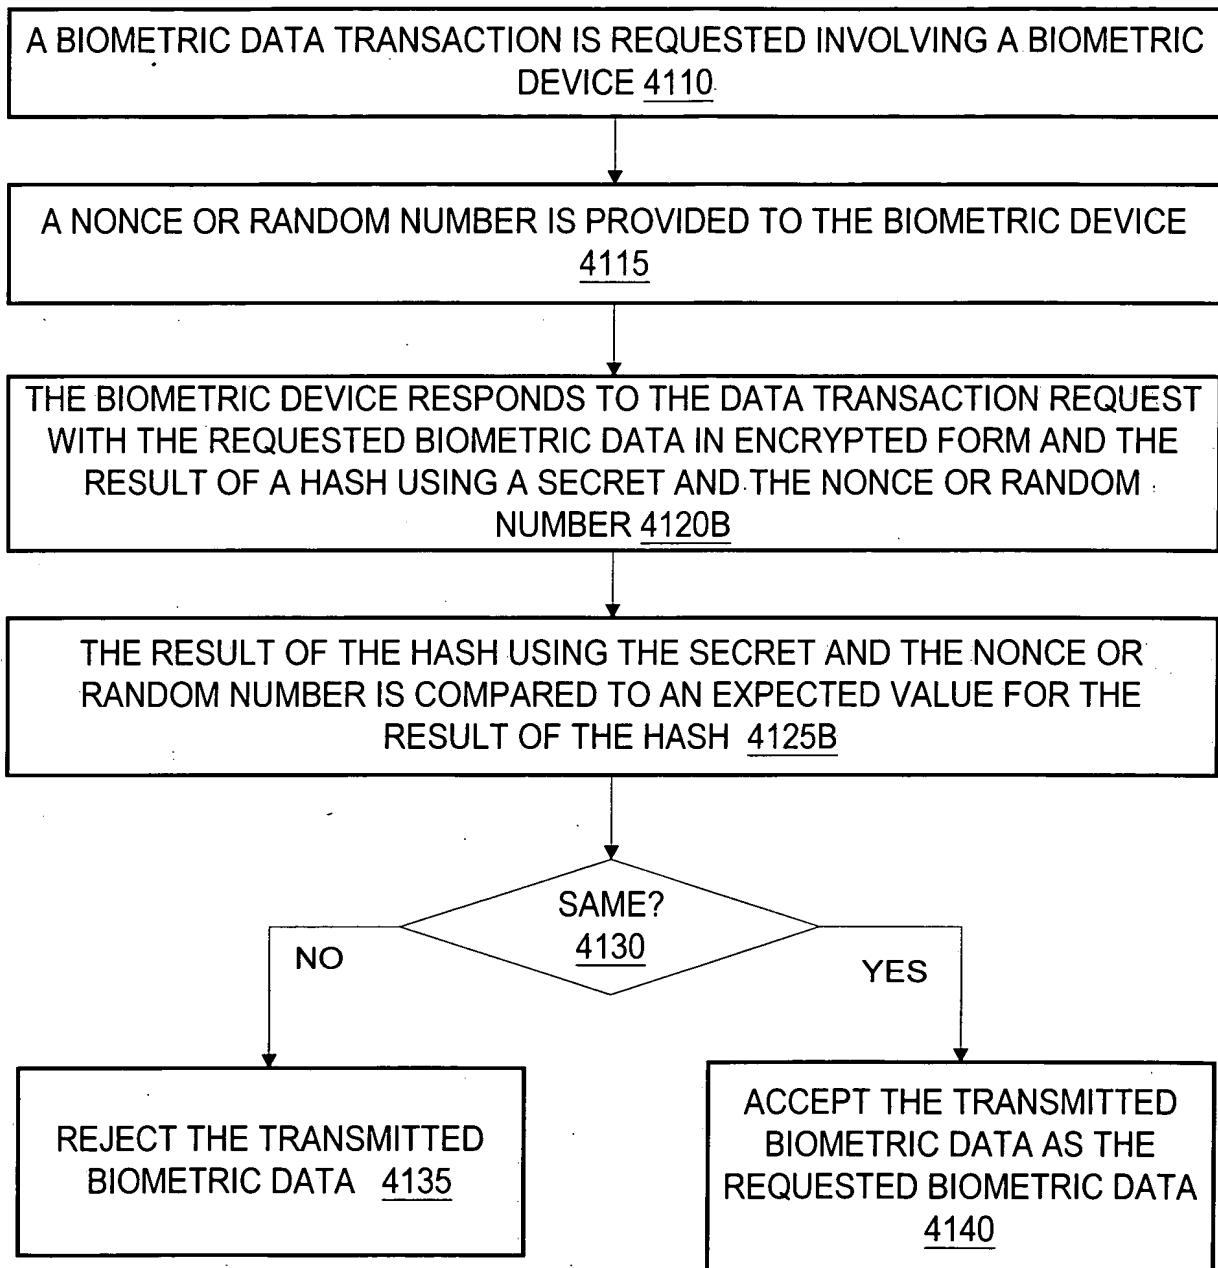 A BIOMETRIC DATA TRANSACTION IS REQUESTED INVOLVING A BIOMETRIC
DEVICE 4110
A NONCE OR RANDOM NUMBER IS PROVIDED TO THE BIOMETRIC DEVICE
4115
THE BIOMETRIC DEVICE RESPONDS TO THE DATA TRANSACTION REQUEST
WITH THE REQUESTED BIOMETRIC DATA IN ENCRYPTED FORM AND THE
RESULT OF A HASH USING A SECRET AND THE NONCE OR RANDOM
NUMBER 4120B
THE RESULT OF THE HASH USING THE SECRET AND THE NONCE OR
RANDOM NUMBER IS COMPARED TO AN EXPECTED VALUE FOR THE
RESULT OF THE HASH 4125B
SAME?
4130
NO
YES
REJECT THE TRANSMITTED
BIOMETRIC DATA 4135
ACCEPT THE TRANSMITTED
BIOMETRIC DATA AS THE
REQUESTED BIOMETRIC DATA
4140